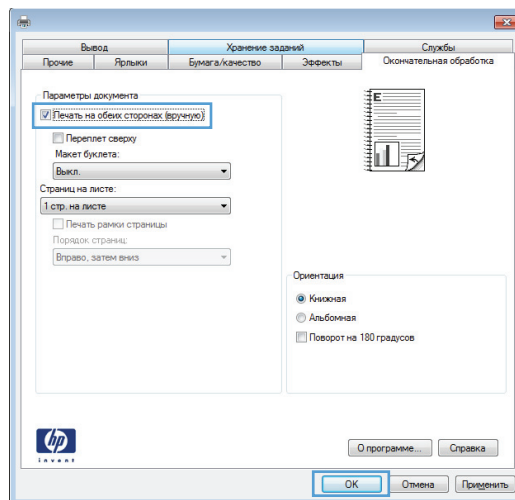 Вывод
Хранение заданий
Службы
Прочие
Ярлыки
Бумага/качество
Эффекты
Окончательная обработка
Параметры документа
Печать на обеих сторонах (вручную)
Переплет сверху
Макет буклета:
Выкл.
Страниц на листе:
1 стр. на листе
Печать рамки страницы
Порядок страниц:
Вправо, затем вниз
E
Ориентация
Книжная
Альбомная
Поворот на 180 градусов
hp
invent
О программе...
Справка
OK
Отмена
Применить